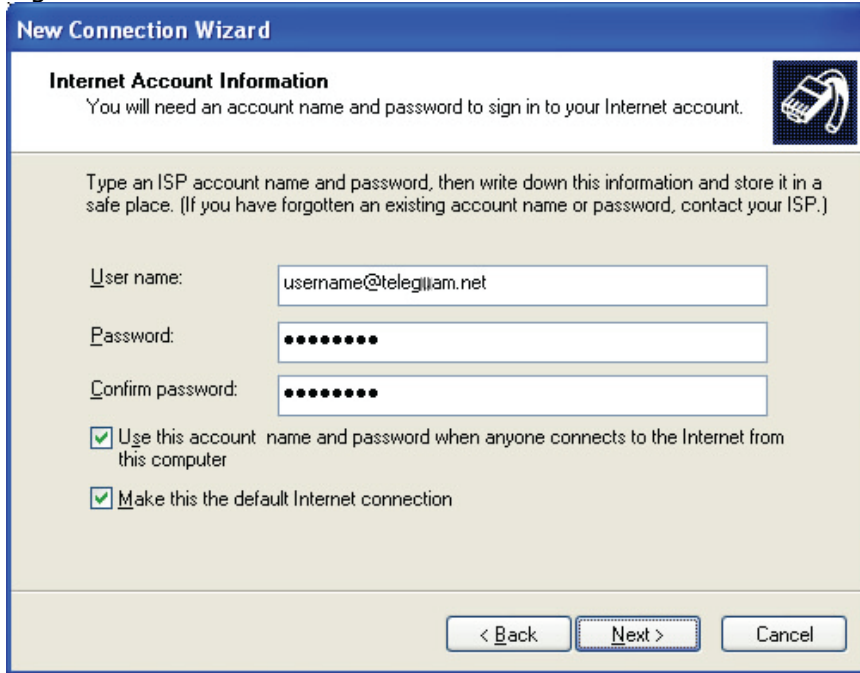 New Connection Wizard
Internet Account Information
You will need an account name and password to sign in to your Internet account.
Type an ISP account name and password, then write down this information and store it in a
safe place. (If you have forgotten an existing account name or password, contact your ISP.)
User name:
Password: ●●●●●●●●
Confirm password: ●●●●●●●●
Use this account name and password when anyone connects to the Internet from
this computer
Make this the default Internet connection
< Back Next > Cancel